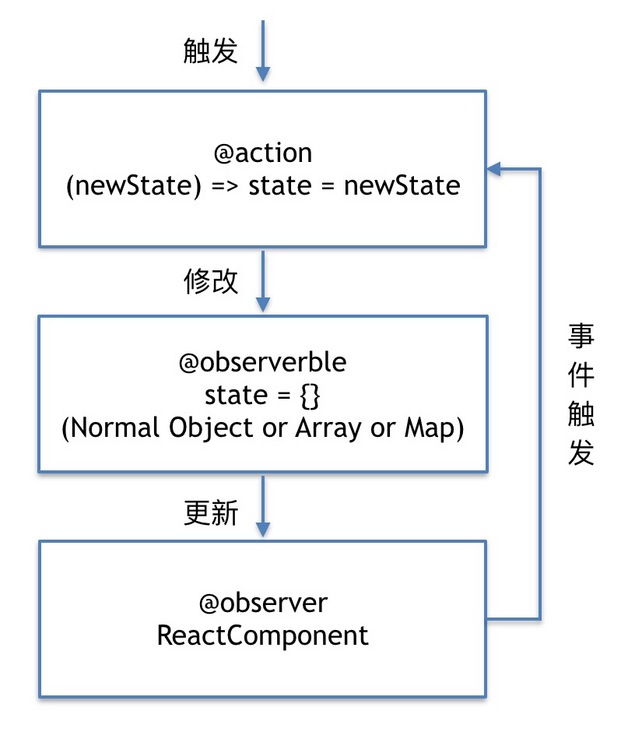 触发
@action
(newState) => state = newState
修改
@observerble
state = {}
(Normal Object or Array or Map)
更新
@observer
ReactComponent
事件触发